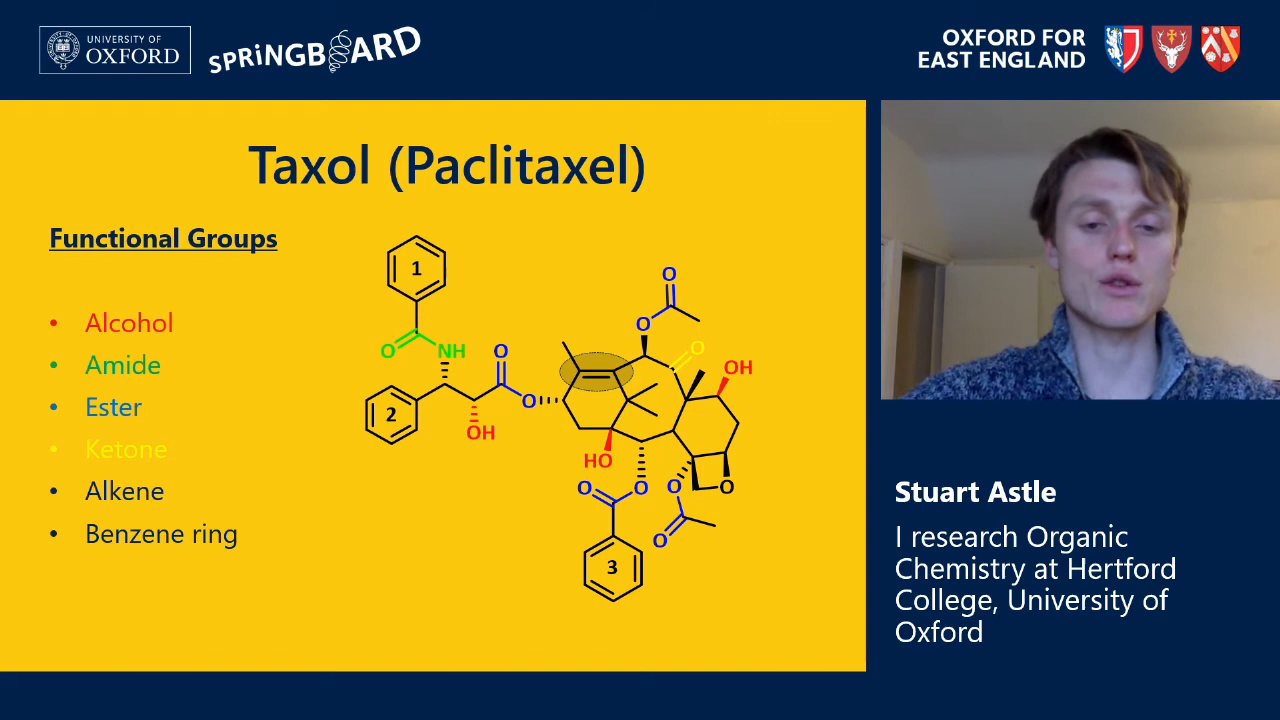 UNIVERSITY OF
OXFORD
SPRiNGBOARD
OXFORD FOR
EAST ENGLAND
Taxol (Paclitaxel)
Functional Groups
• Alcohol
• Amide
• Ester
• Ketone
• Alkene
• Benzene ring
1
O
NH
O
2
OH
O
O
O
O
OH
HO
O
O
O
O
O
3
Stuart Astle
I research Organic
Chemistry at Hertford
College, University of
Oxford